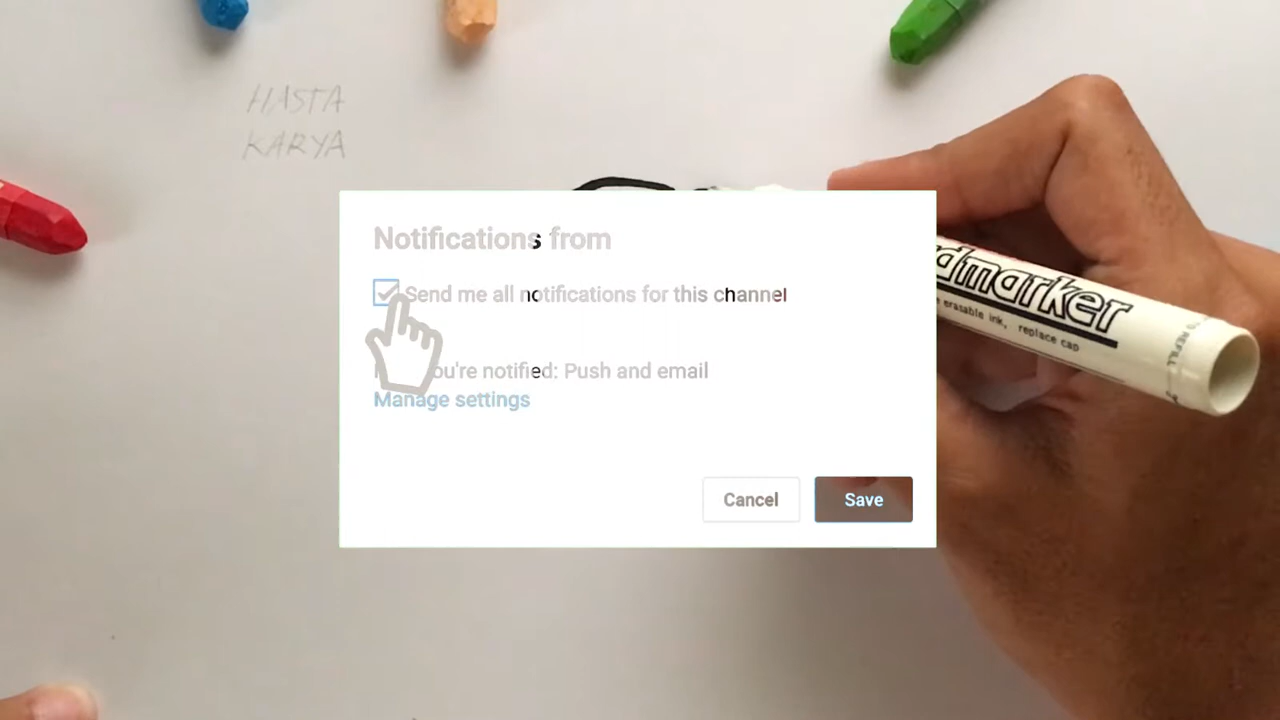 HASTA
KARYA
Notifications from
Send me all notifications for this channel
you're notified: Push and email
Manage settings
Cancel
Save
dmarker
erasable ink, replace cap